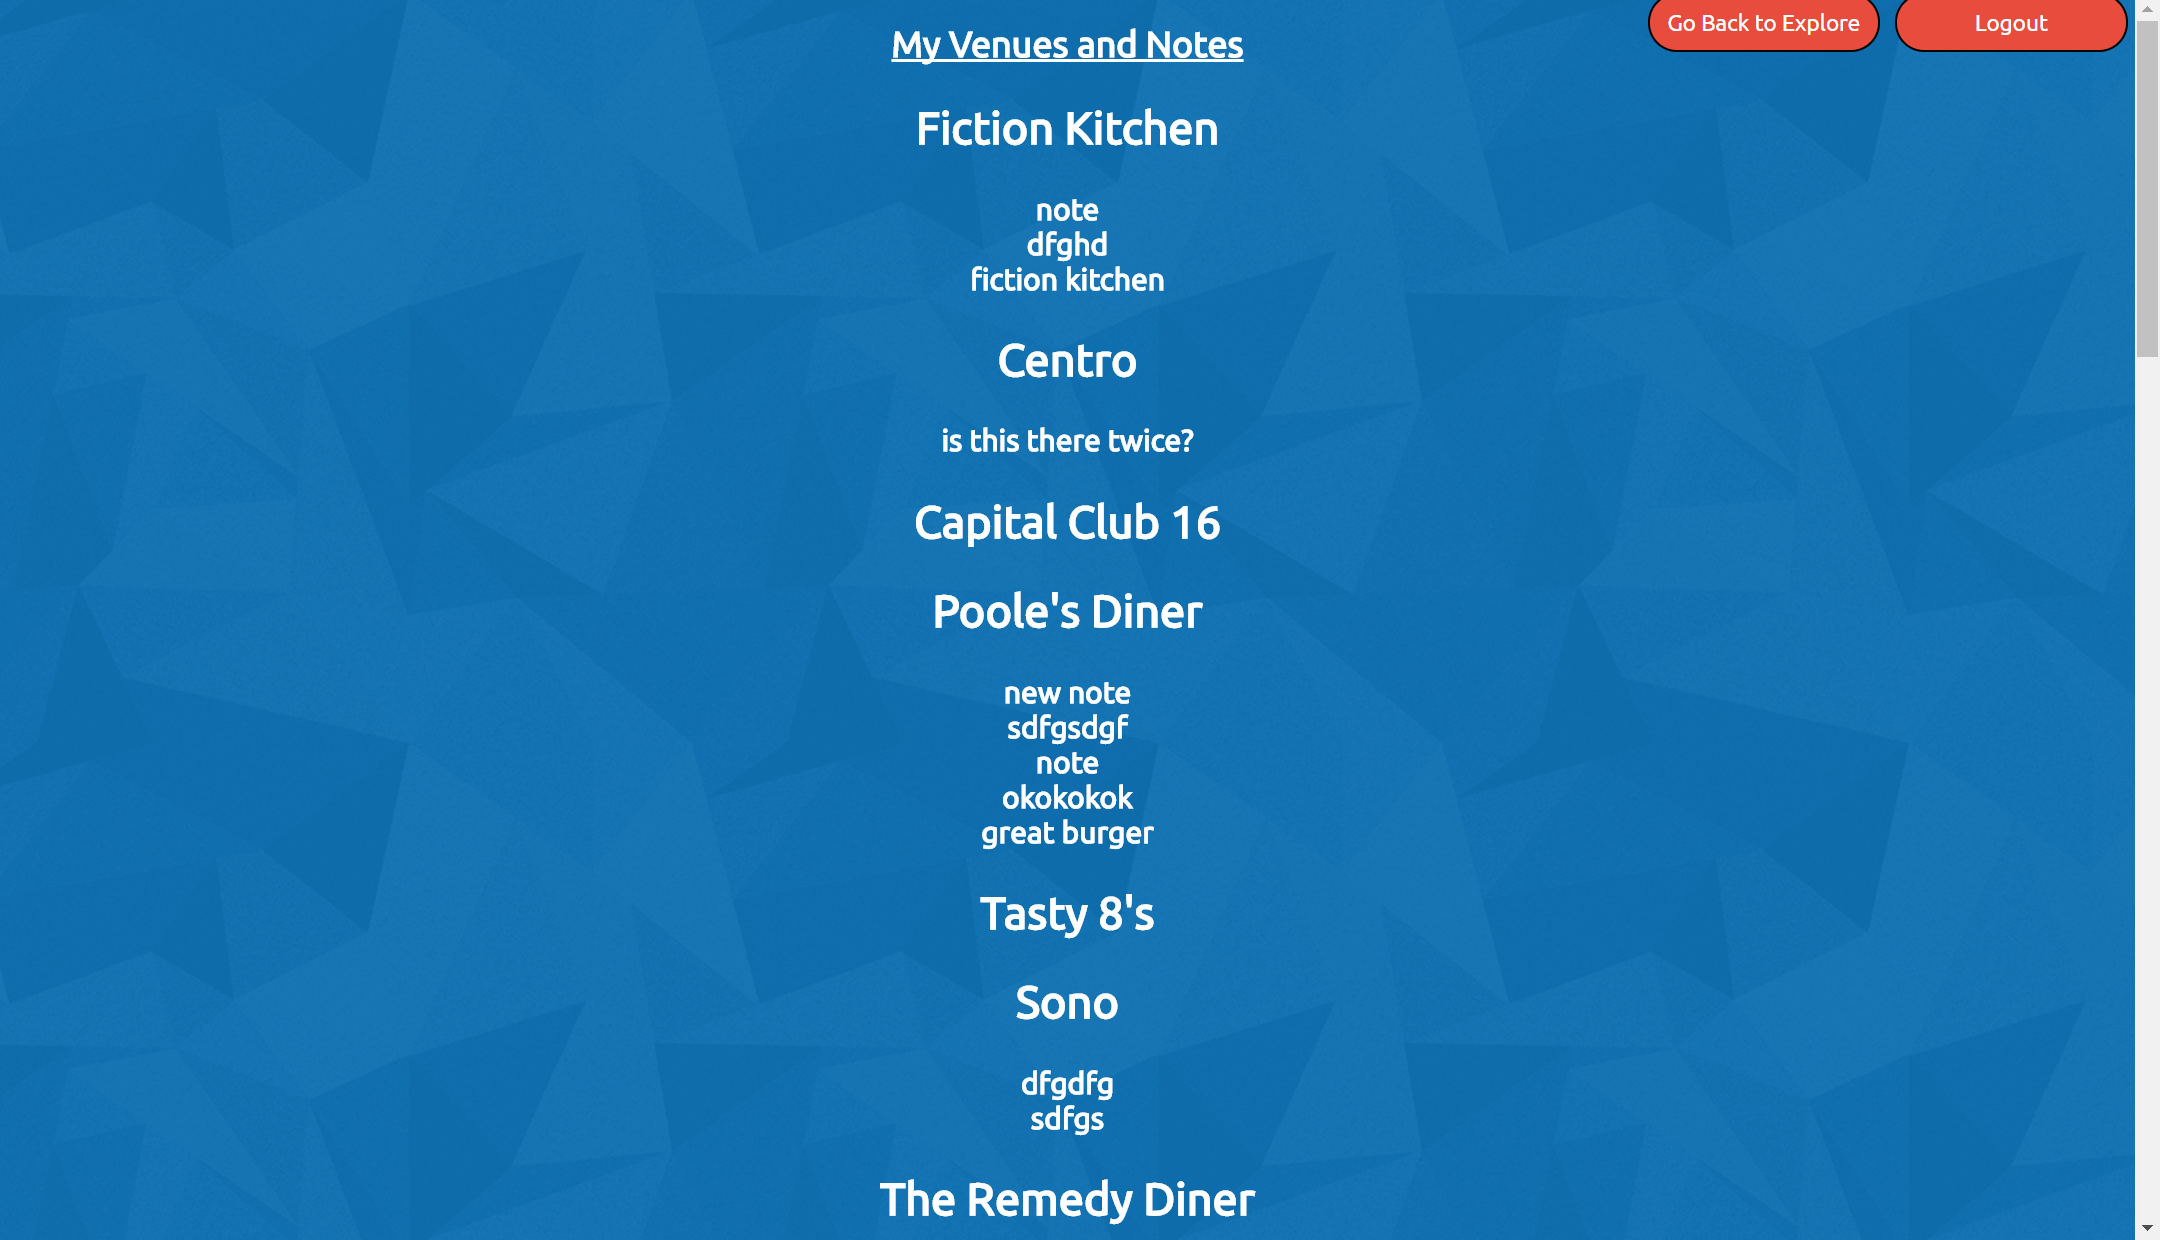 My Venues and Notes
Go Back to Explore
Logout
Fiction Kitchen
note
dfghd
fiction kitchen
Centro
is this there twice?
Capital Club 16
Poole's Diner
new note
sdfgsdgf
note
okokokok
great burger
Tasty 8's
Sono
dfgdfg
sdfgs
The Remedy Diner